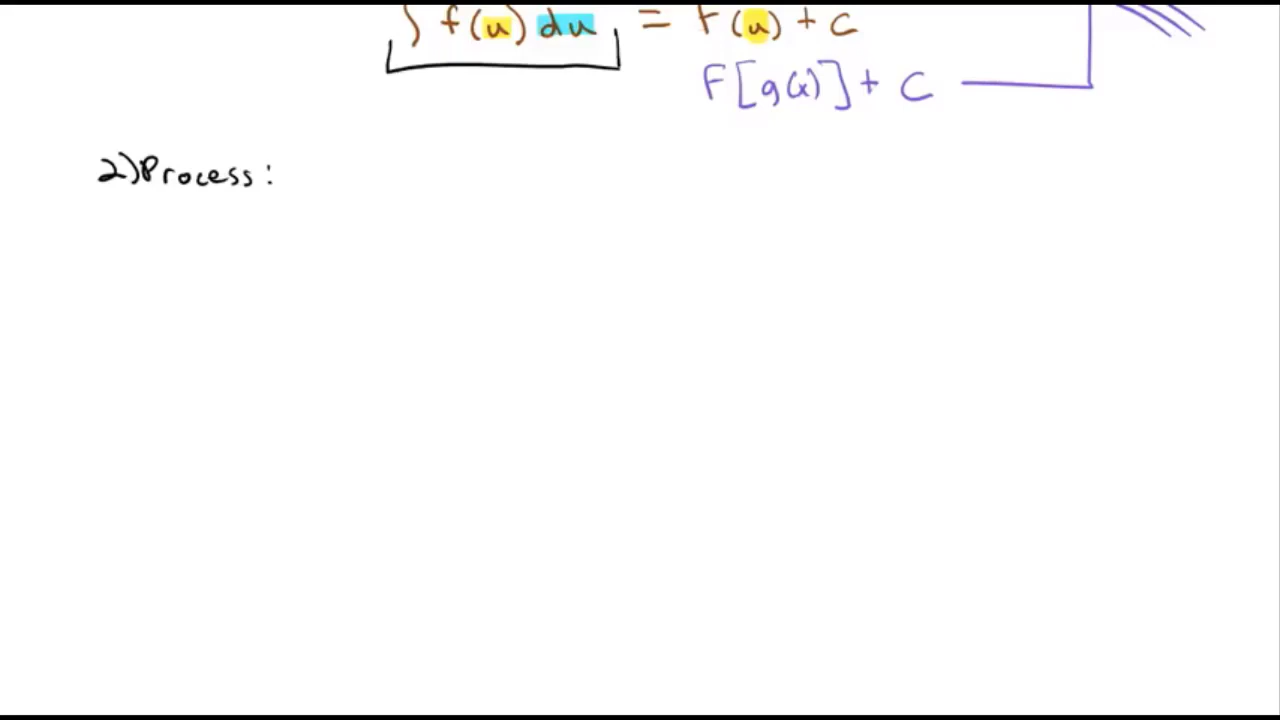 ∫ f(u) du = F(u) + C
F[g(x)] + C
2) Process: